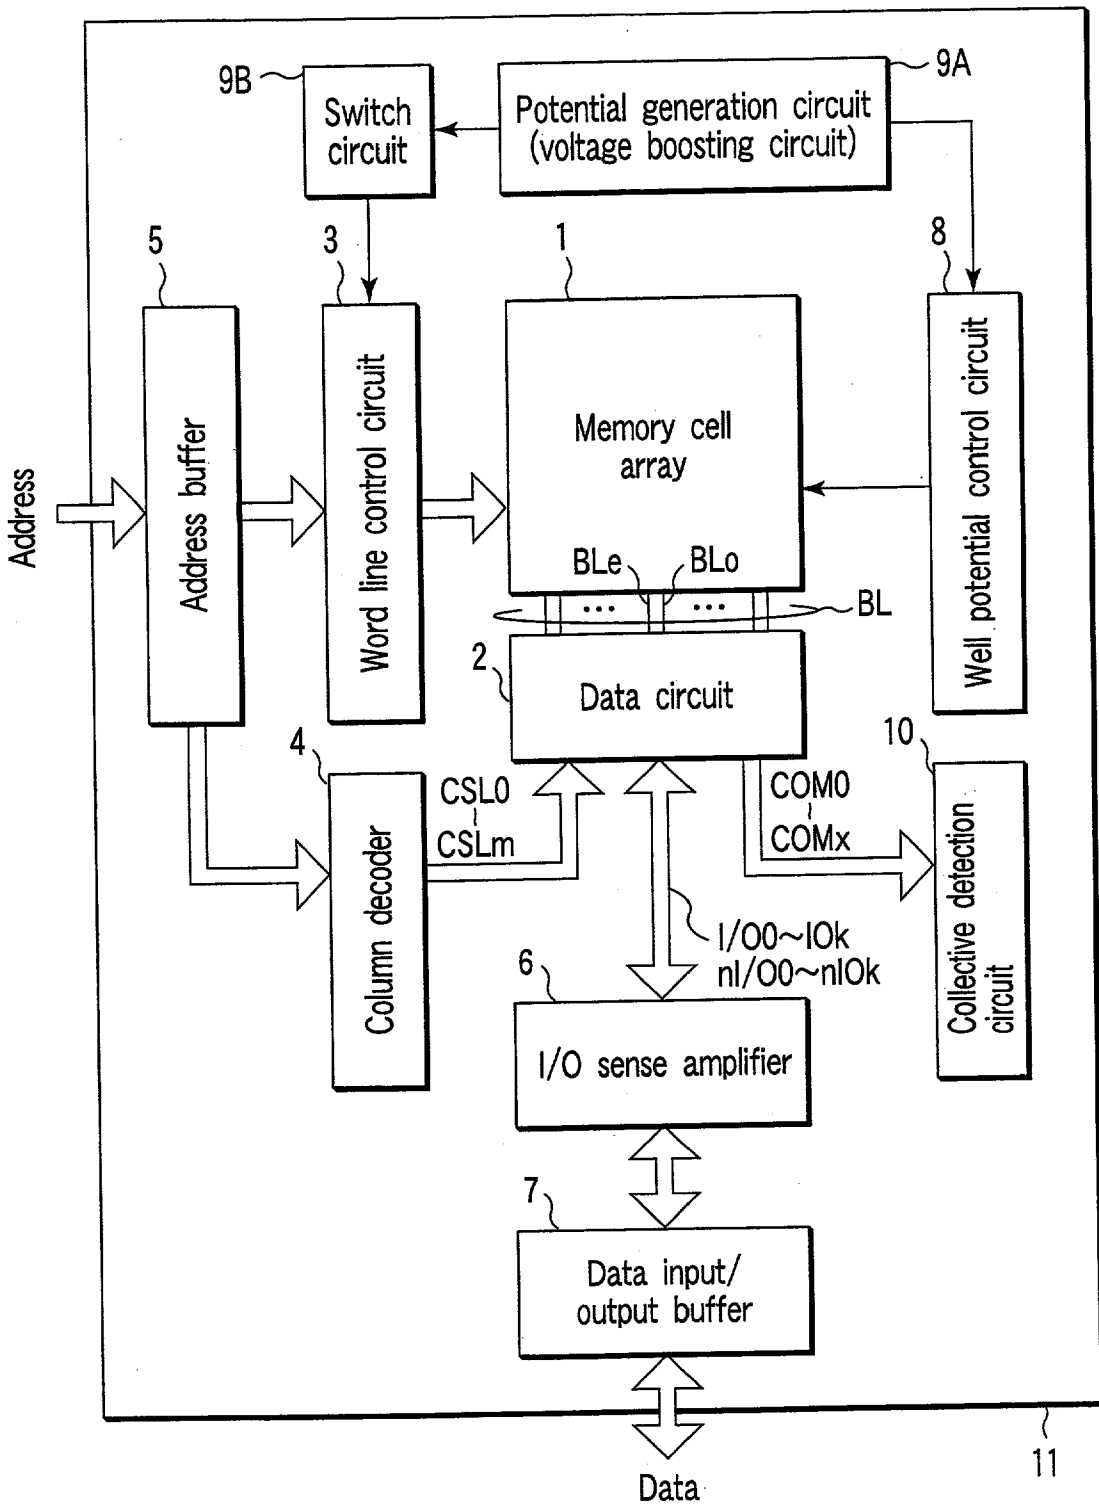 9B
Switch
circuit
9A
Potential generation circuit
(voltage boosting circuit)
5
3
1
8
Address
Address buffer
Word line control circuit
Memory cell
array
Well potential control circuit
BLe
BLo
BL
2
Data circuit
4
Column decoder
CSL0
~
CSLm
COM0
~
COMx
10
Collective detection
circuit
I/O0~IOk
nI/O0~nIOk
6
I/O sense amplifier
7
Data input/
output buffer
11
Data